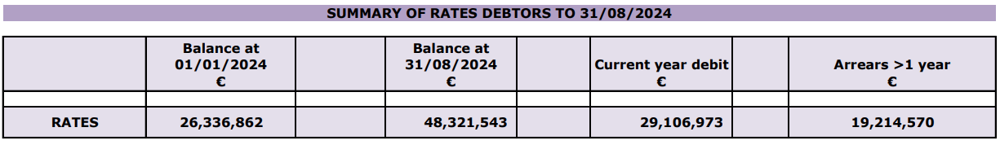 SUMMARY OF RATES DEBTORS TO 31/08/2024
Balance at 01/01/2024 € Balance at 31/08/2024 € Current year debit € Arrears >1 year €
RATES 26,336,862 48,321,543 29,106,973 19,214,570